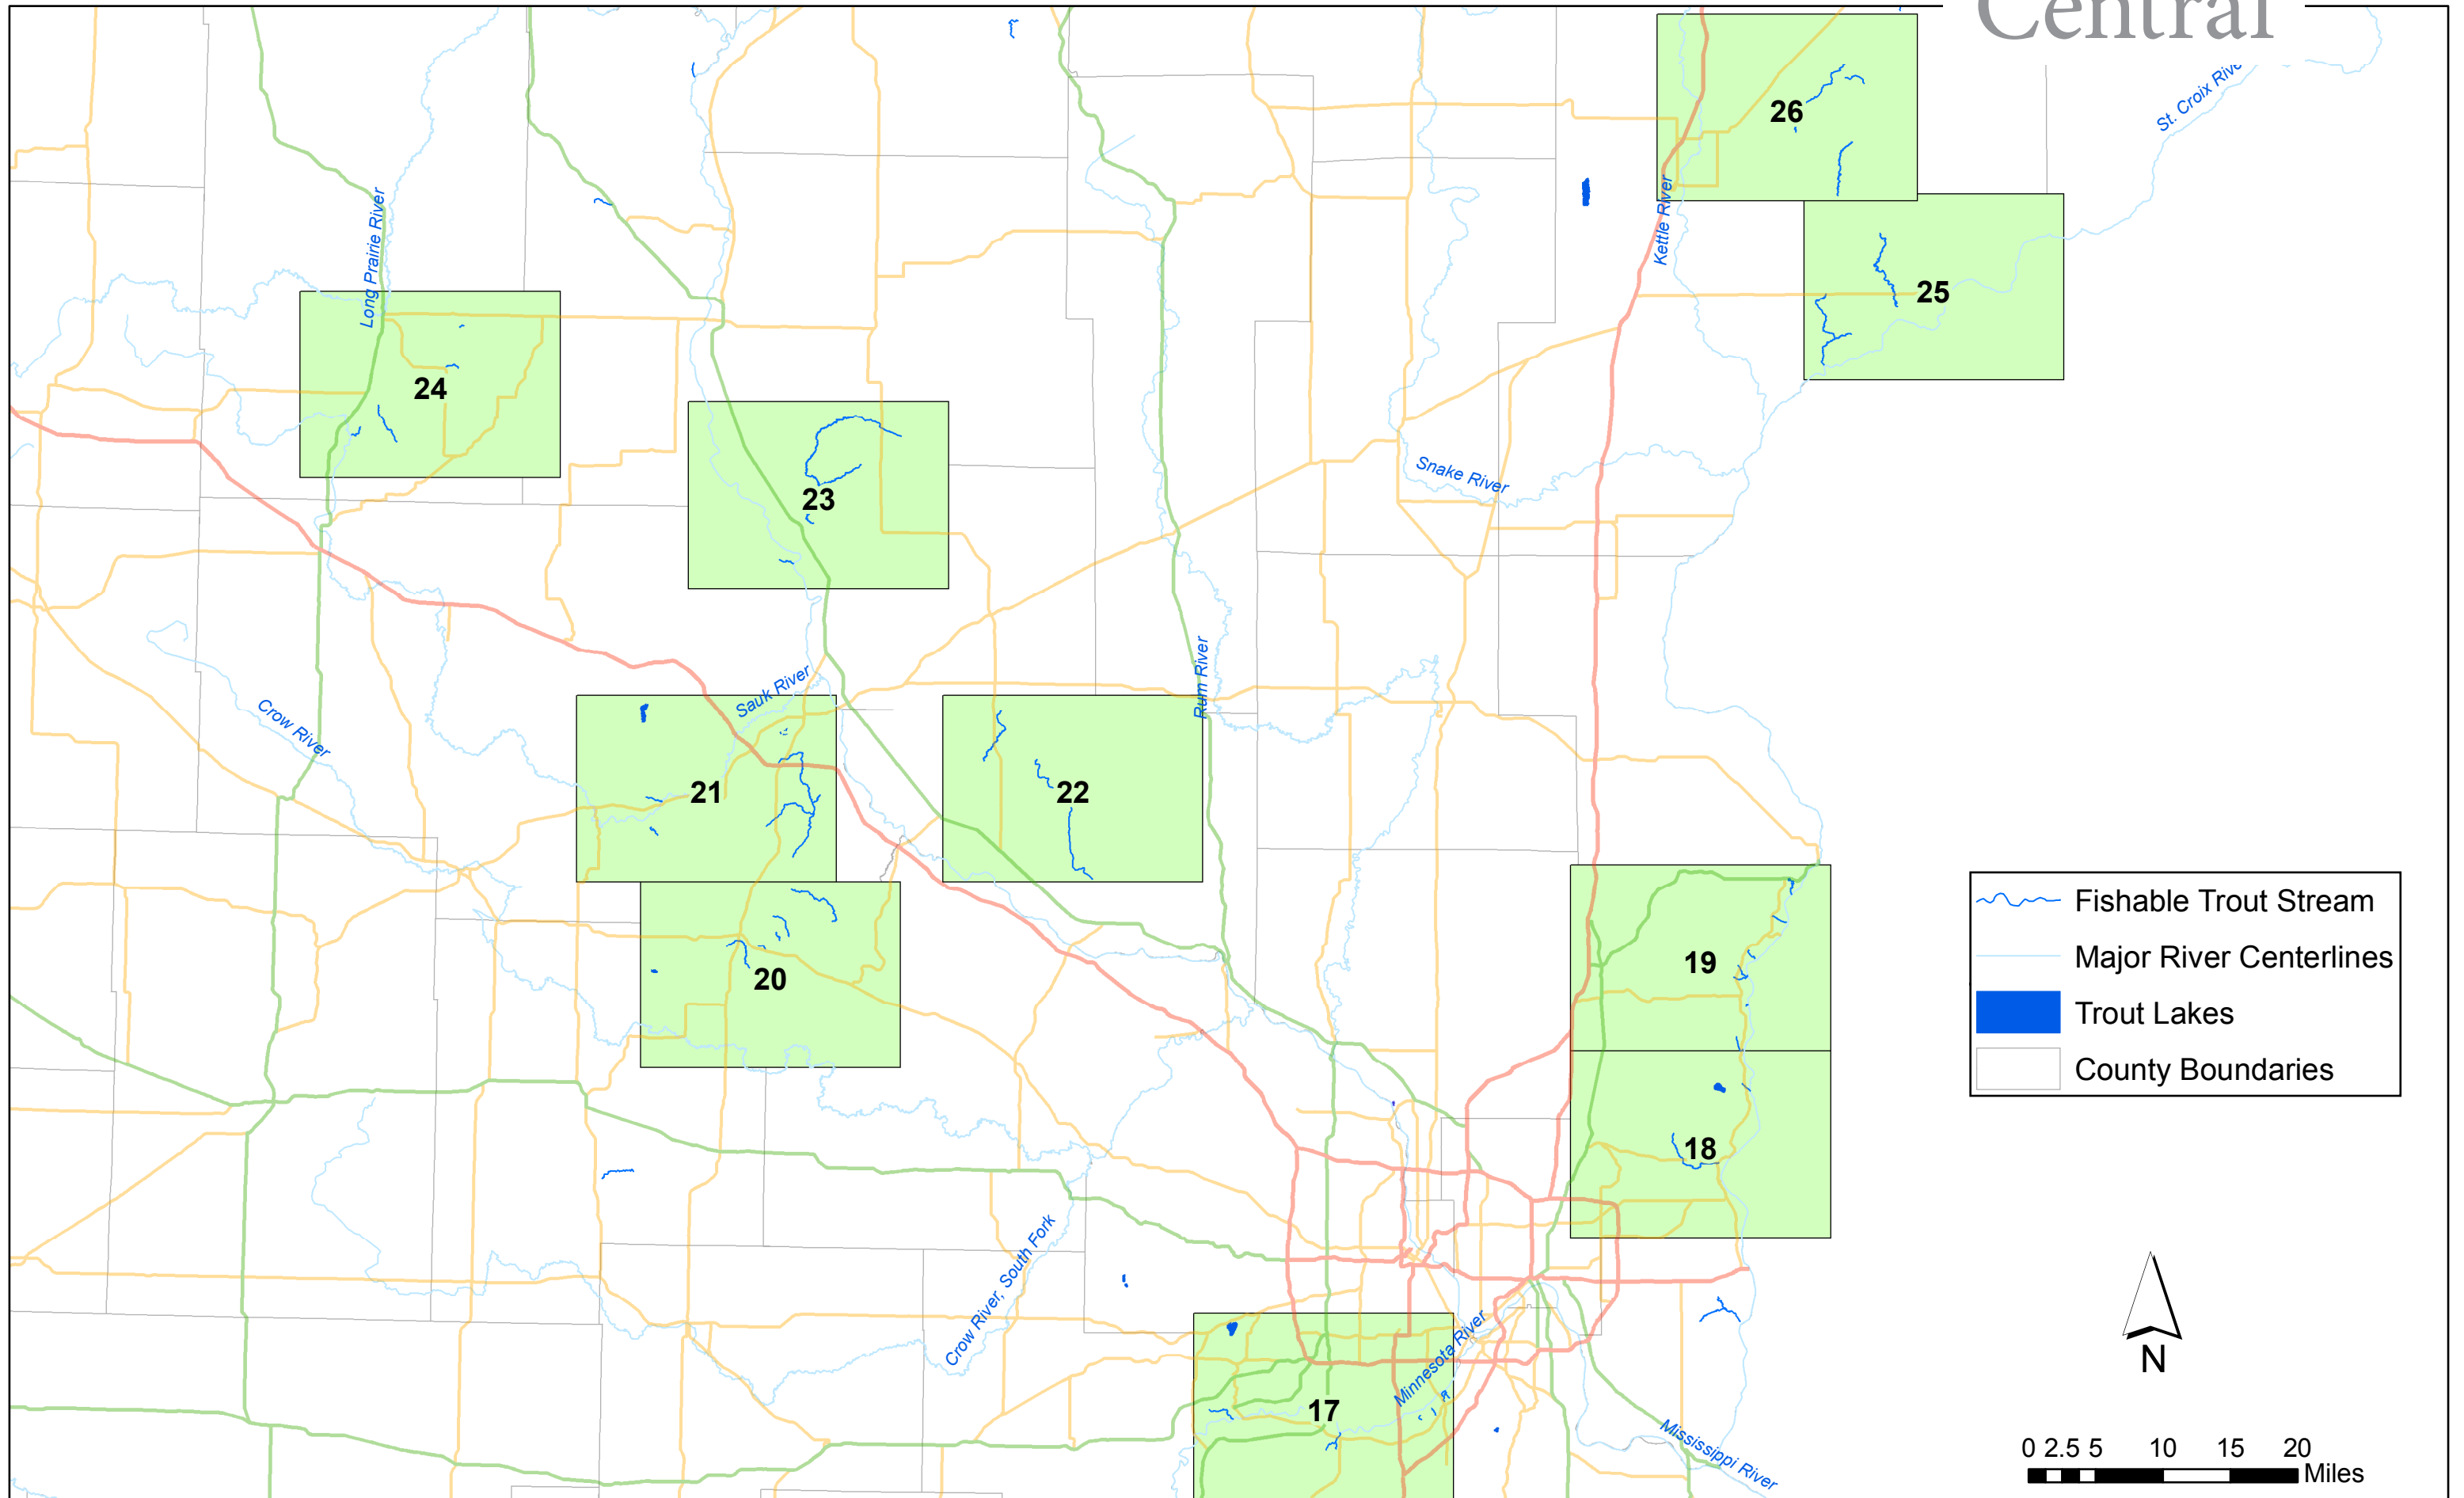 Central
St. Croix River
26
Kettle River
Long Prairie River
25
24
Snake River
23
Rum River
Sauk River
Crow River
21
22
Fishable Trout Stream
19
Major River Centerlines
20
Trout Lakes
County Boundaries
18
Crow River, South Fork
Minnesota River
N
17
Mississippi River
0 2.5 5 10 15 20
Miles